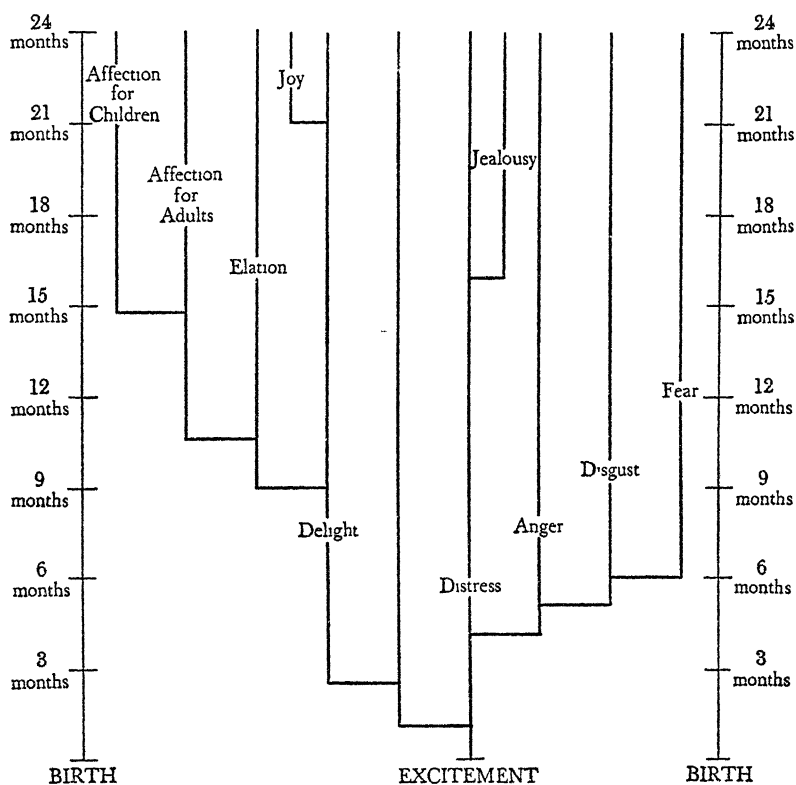 24
months
21
months
18
months
15
months
12
months
9
months
6
months
3
months
BIRTH
Affection
for
Children
Affection
for
Adults
Elation
Joy
Delight
EXCITEMENT
Distress
Jealousy
Anger
Disgust
Fear
24
months
21
months
18
months
15
months
12
months
9
months
6
months
3
months
BIRTH